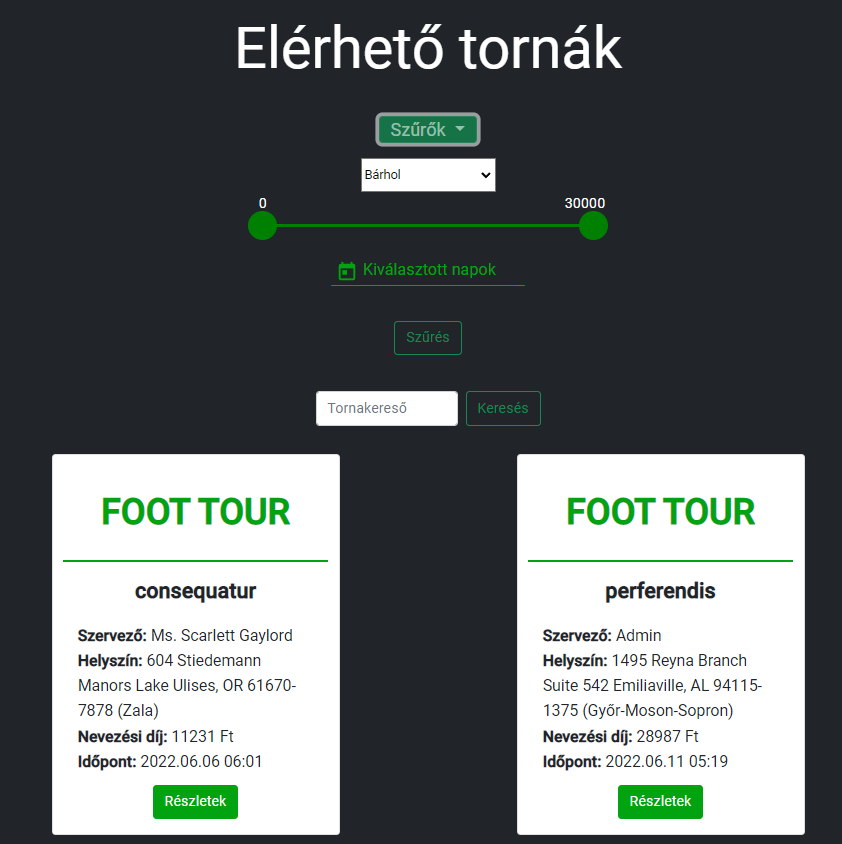 Elérhető tornák
Szűrők
Bárhol
0 30000
Kiválasztott napok
Szűrés
Tornakereső Keresés
FOOT TOUR
consequatur
Szervező: Ms. Scarlett Gaylord
Helyszín: 604 Stiedemann
Manors Lake Ulises, OR 61670-
7878 (Zala)
Nevezési díj: 11231 Ft
Időpont: 2022.06.06 06:01
Részletek
FOOT TOUR
perferendis
Szervező: Admin
Helyszín: 1495 Reyna Branch
Suite 542 Emiliaville, AL 94115-
1375 (Győr-Moson-Sopron)
Nevezési díj: 28987 Ft
Időpont: 2022.06.11 05:19
Részletek